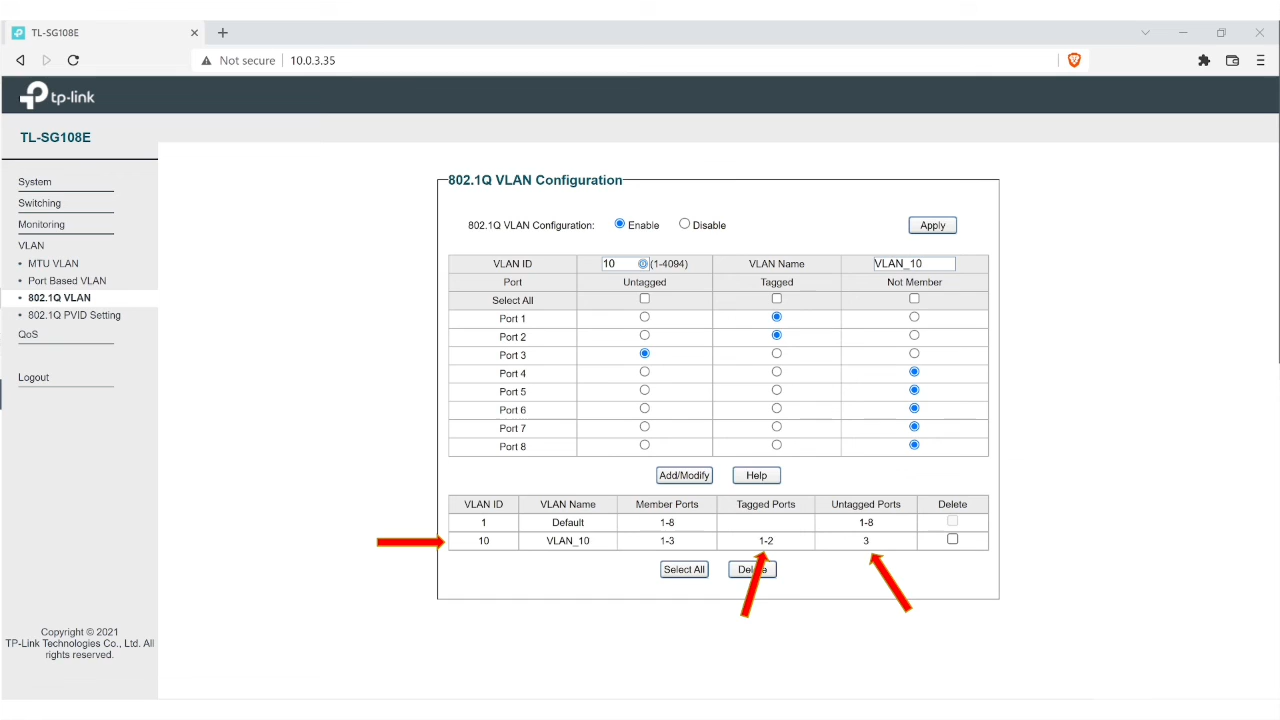 TL-SG108E
Not secure 10.0.3.35
tp-link
TL-SG108E
System
Switching
Monitoring
VLAN
• MTU VLAN
• Port Based VLAN
• 802.1Q VLAN
• 802.1Q PVID Setting
QoS
Logout
Copyright © 2021
TP-Link Technologies Co., Ltd. All
rights reserved.
802.1Q VLAN Configuration
802.1Q VLAN Configuration: Enable Disable Apply
VLAN ID 10 (1-4094) VLAN Name VLAN_10
Port Untagged Tagged Not Member
Select All
Port 1
Port 2
Port 3
Port 4
Port 5
Port 6
Port 7
Port 8
Add/Modify Help
VLAN ID VLAN Name Member Ports Tagged Ports Untagged Ports Delete
1 Default 1-8 1-8
10 VLAN_10 1-3 1-2 3
Select All Delete